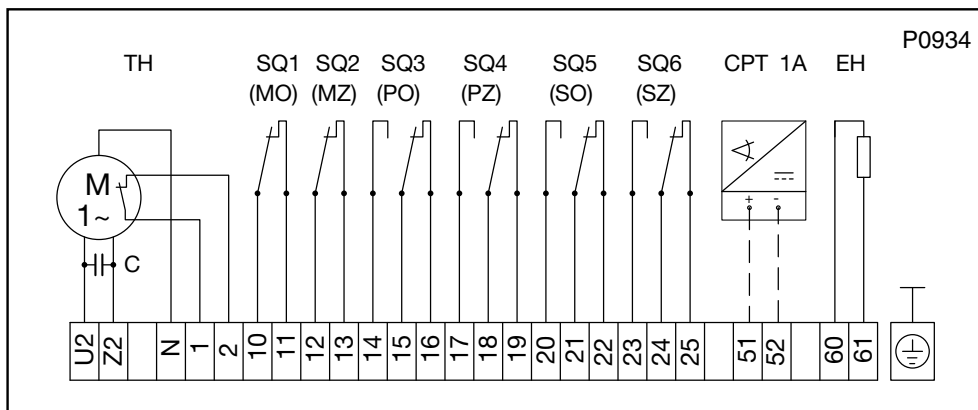 P0934
TH SQ1 SQ2 SQ3 SQ4 SQ5 SQ6 CPT 1A EH
(MO) (MZ) (PO) (PZ) (SO) (SZ)
M
1~
+ -
C
U2 Z2 N 1 2 10 11 12 13 14 15 16 17 18 19 20 21 22 23 24 25 51 52 60 61